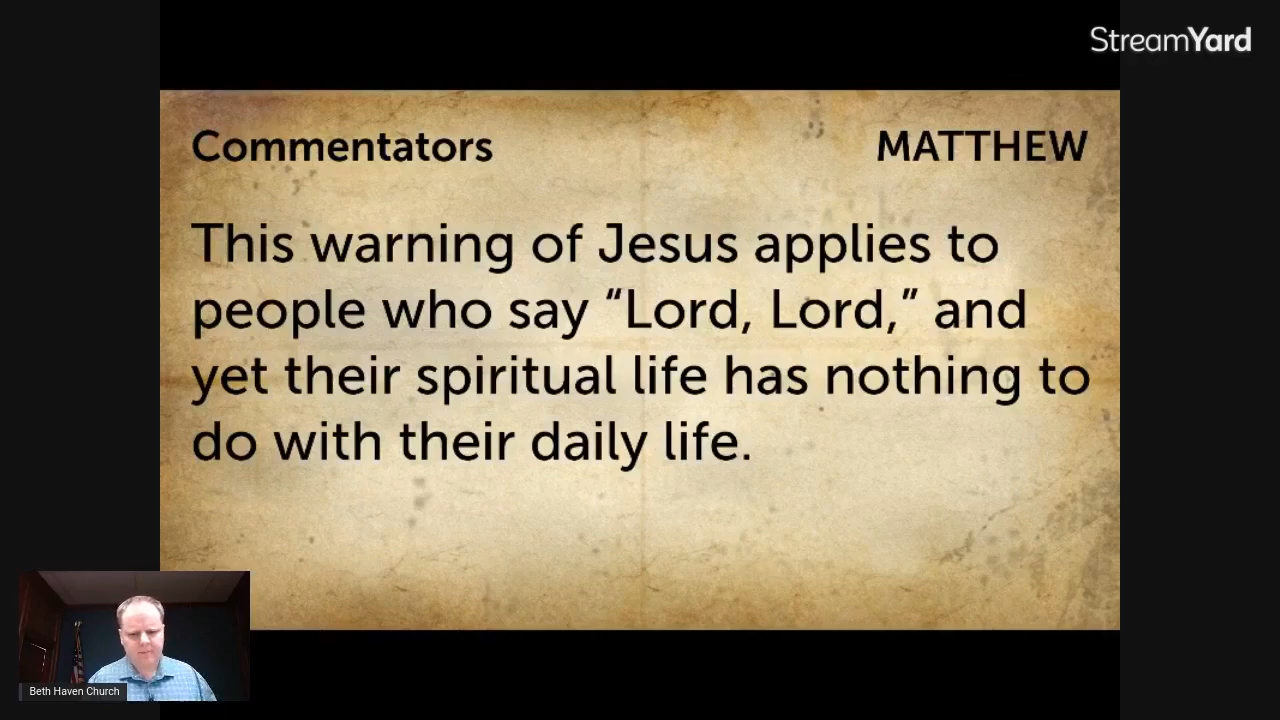 StreamYard
Commentators
MATTHEW
This warning of Jesus applies to
people who say “Lord, Lord,” and
yet their spiritual life has nothing to
do with their daily life.
Beth Haven Church